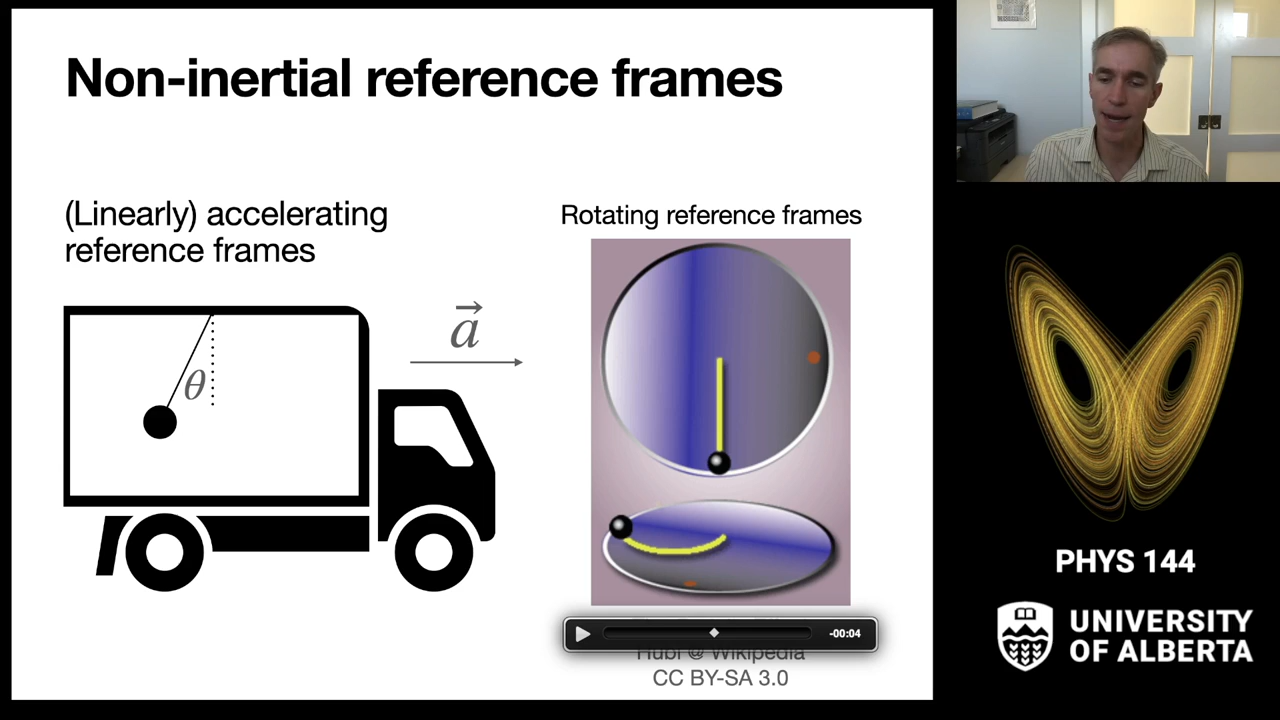 Non-inertial reference frames
(Linearly) accelerating
reference frames
Rotating reference frames
a
θ
-00:04
Hubi @ Wikipedia
CC BY-SA 3.0
PHYS 144
UNIVERSITY
OF ALBERTA